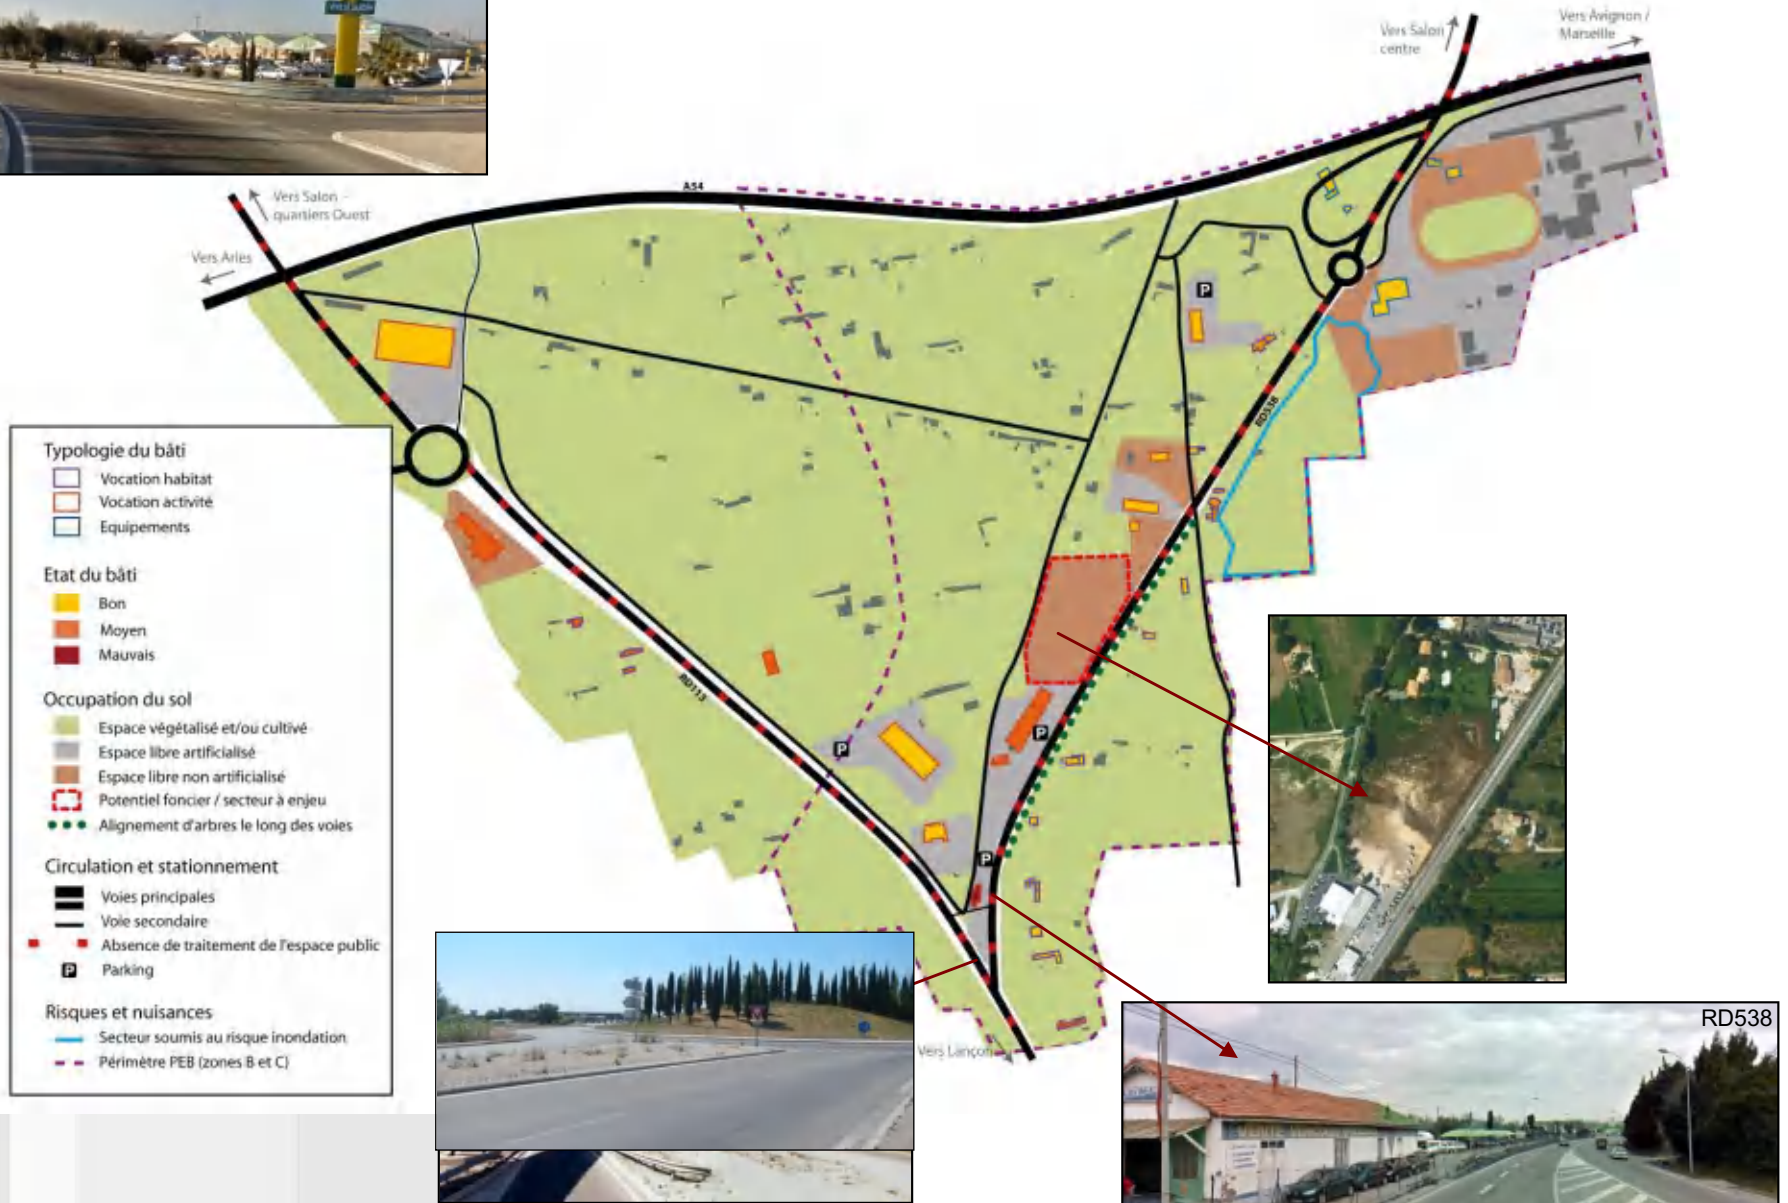 Vers Salon
centre
Vers Avignon /
Marseille
A54
Vers Salon -
quartiers Ouest
Vers Arles
P
RD538
Typologie du bâti
Vocation habitat
Vocation activité
Equipements
Etat du bâti
Bon
Moyen
Mauvais
Occupation du sol
Espace végétalisé et/ou cultivé
Espace libre artificialisé
Espace libre non artificialisé
Potentiel foncier / secteur à enjeu
Alignement d'arbres le long des voies
Circulation et stationnement
Voies principales
Voie secondaire
Absence de traitement de l'espace public
P Parking
Risques et nuisances
Secteur soumis au risque inondation
Périmètre PEB (zones B et C)
RD113
P
P
P
Vers Lançon
RD538